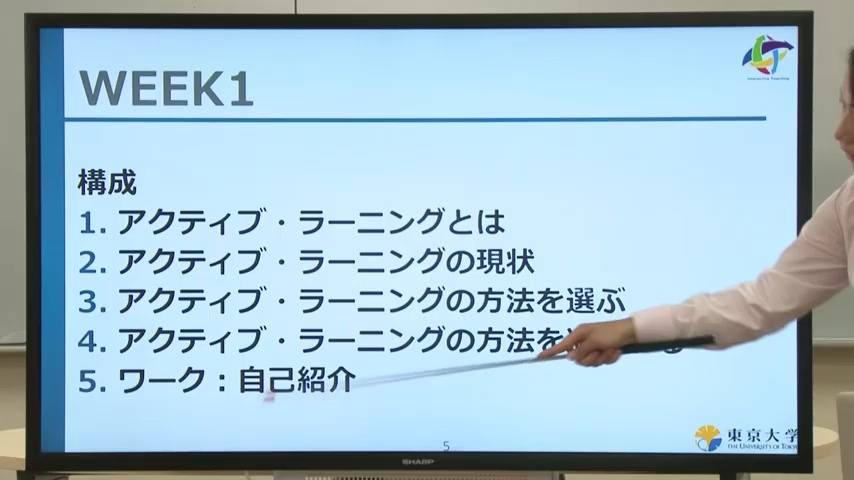 WEEK1
構成
1. アクティブ・ラーニングとは
2. アクティブ・ラーニングの現状
3. アクティブ・ラーニングの方法を選ぶ
4. アクティブ・ラーニングの方法を
5. ワーク：自己紹介
5
東京大学
THE UNIVERSITY OF TOKYO
SHARP